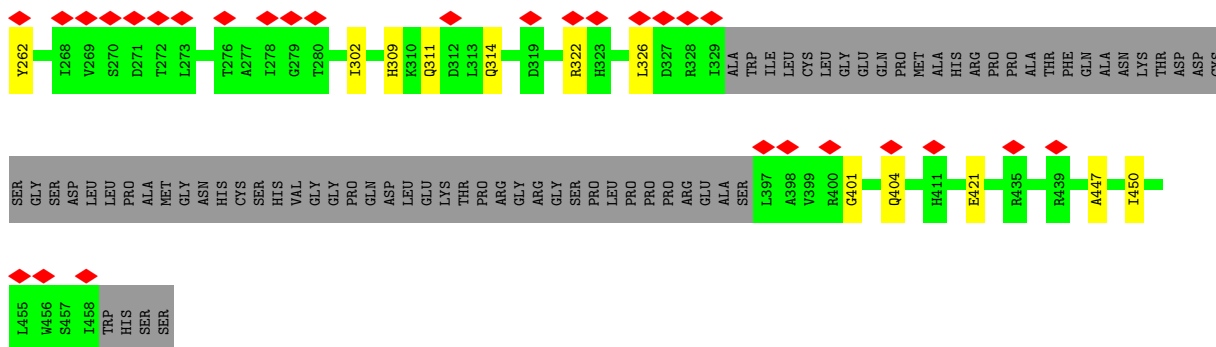 Y262 I268 V269 S270 D271 T272 L273 T276 A277 I278 G279 T280 I302 H309 K310 Q311 D312 L313 Q314 D319 R322 H323 L326 D327 R328 I329 ALA TRP ILE LEU CYS LEU GLY GLU GLN PRO MET ALA HIS ARG PRO PRO ALA THR PHE GLN ALA ASN LYS THR ASP ASP CYS
SER GLY SER ASP LEU LEU PRO ALA MET GLY ASN HIS CYS SER HIS VAL GLY GLY PRO GLN ASP LEU GLU LYS THR PRO ARG GLY ARG GLY SER PRO LEU PRO PRO PRO ARG GLU ALA SER L397 A398 V399 R400 G401 Q404 H411 E421 R435 R439 A447 I450
L455 W456 S457 I458 TRP HIS SER SER